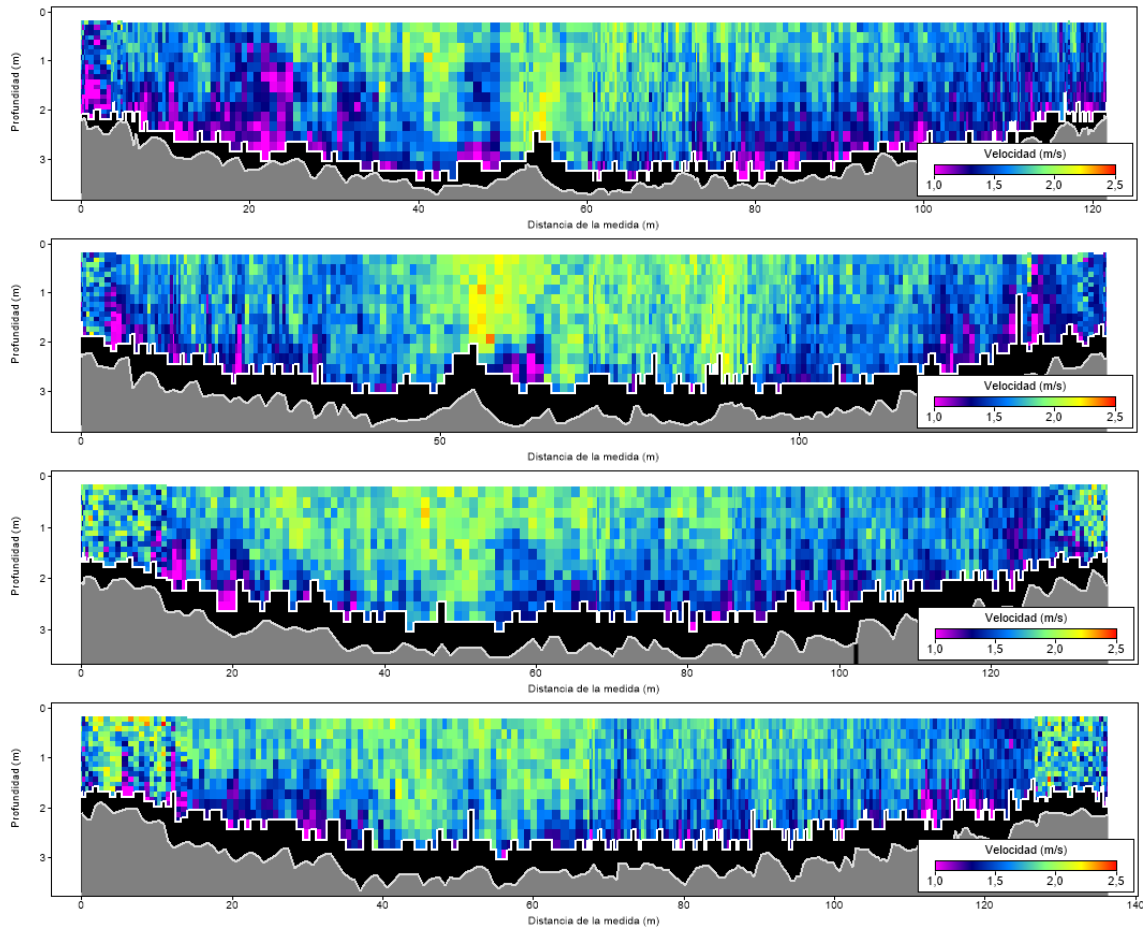 0
1
2
3
Profundidad (m)
Velocidad (m/s)
1,0 1,5 2,0 2,5
0 20 40 60 80 100 120
Distancia de la medida (m)
0
1
2
3
Profundidad (m)
Velocidad (m/s)
1,0 1,5 2,0 2,5
0 50 100
Distancia de la medida (m)
0
1
2
3
Profundidad (m)
Velocidad (m/s)
1,0 1,5 2,0 2,5
0 20 40 60 80 100 120
Distancia de la medida (m)
0
1
2
3
Profundidad (m)
Velocidad (m/s)
1,0 1,5 2,0 2,5
0 20 40 60 80 100 120 140
Distancia de la medida (m)